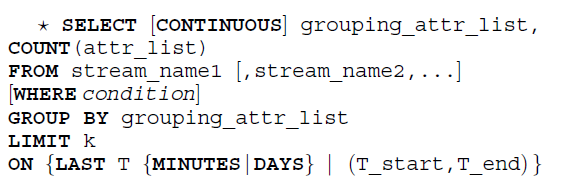 ⋆ SELECT [CONTINUOUS] grouping_attr_list,
COUNT(attr_list)
FROM stream_name1 [,stream_name2,...]
[WHERE condition]
GROUP BY grouping_attr_list
LIMIT k
ON {LAST T {MINUTES|DAYS} | (T_start,T_end)}